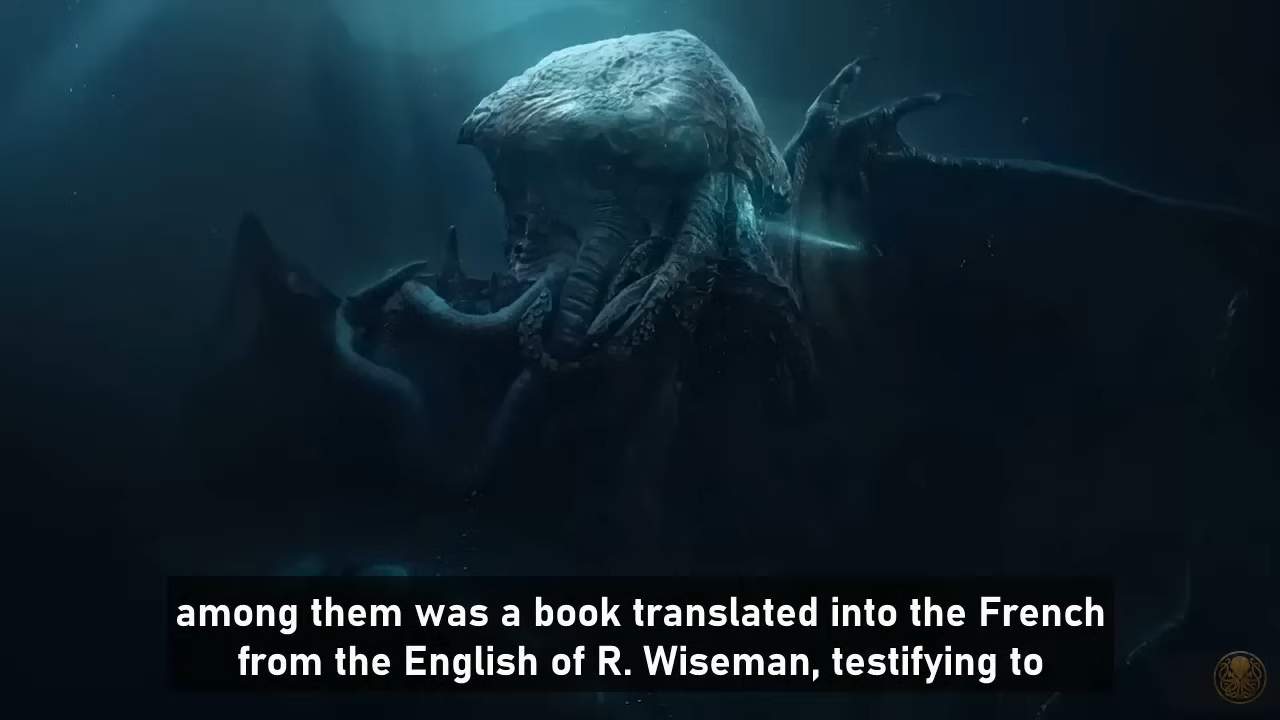 among them was a book translated into the French
from the English of R. Wiseman, testifying to